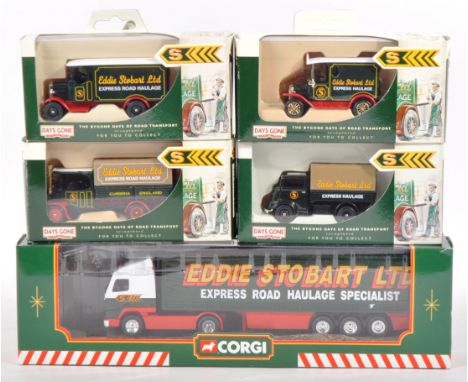 S
Eddie Stobart Ltd
EXPRESS ROAD HAULAGE
S
DAYS GONE
THE BYGONE DAYS OF ROAD TRANSPORT
FOR YOU TO COLLECT
S
Eddie Stobart Ltd
EXPRESS ROAD HAULAGE
S
DAYS GONE
THE BYGONE DAYS OF ROAD TRANSPORT
FOR YOU TO COLLECT
S
Eddie Stobart Ltd
EXPRESS ROAD HAULAGE
S
CUMBRIA ENGLAND
DAYS GONE
THE BYGONE DAYS OF ROAD TRANSPORT
FOR YOU TO COLLECT
S
Eddie Stobart Ltd
EXPRESS ROAD HAULAGE
S
DAYS GONE
THE BYGONE DAYS OF ROAD TRANSPORT
FOR YOU TO COLLECT
EDDIE STOBART LTD
EXPRESS ROAD HAULAGE SPECIALIST
CORGI